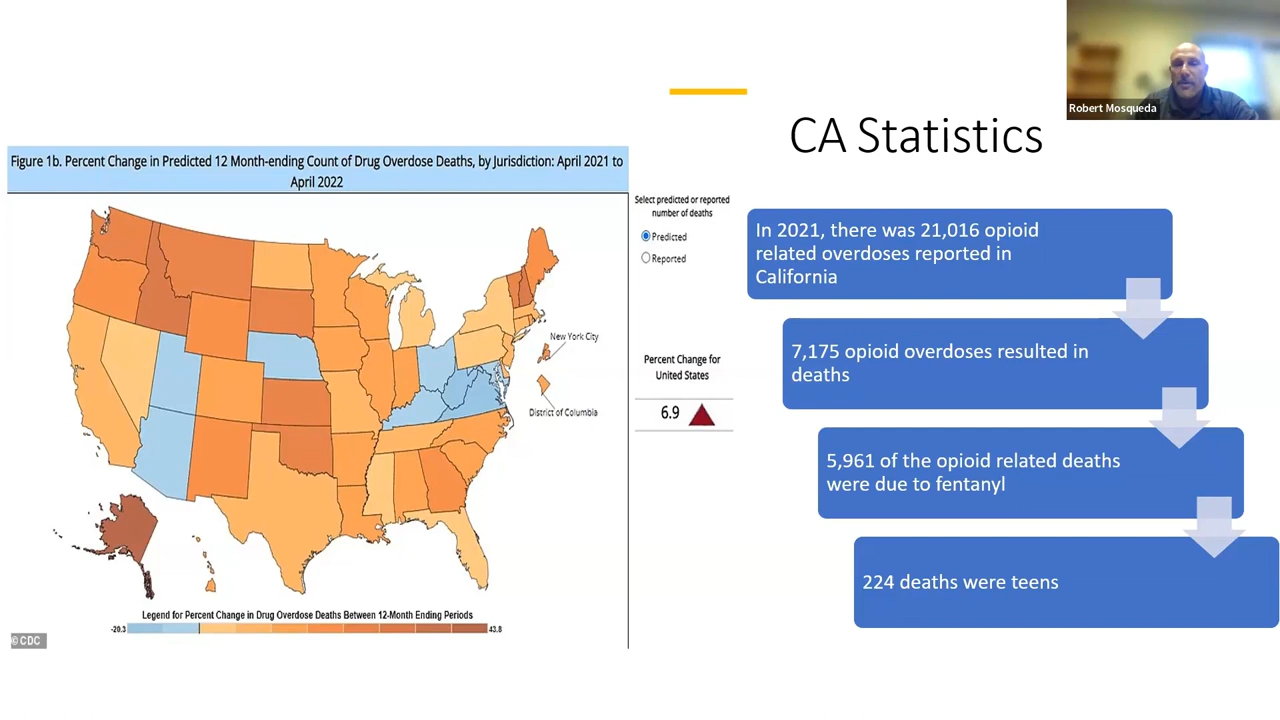 Robert Mosqueda
CA Statistics
Figure 1b. Percent Change in Predicted 12 Month-ending Count of Drug Overdose Deaths, by Jurisdiction: April 2021 to
April 2022
Select predicted or reported
number of deaths
Predicted
Reported
New York City
District of Columbia
Percent Change for
United States
6.9
Legend for Percent Change in Drug Overdose Deaths Between 12-Month Ending Periods
-20.3
43.8
© CDC
In 2021, there was 21,016 opioid
related overdoses reported in
California
7,175 opioid overdoses resulted in
deaths
5,961 of the opioid related deaths
were due to fentanyl
224 deaths were teens